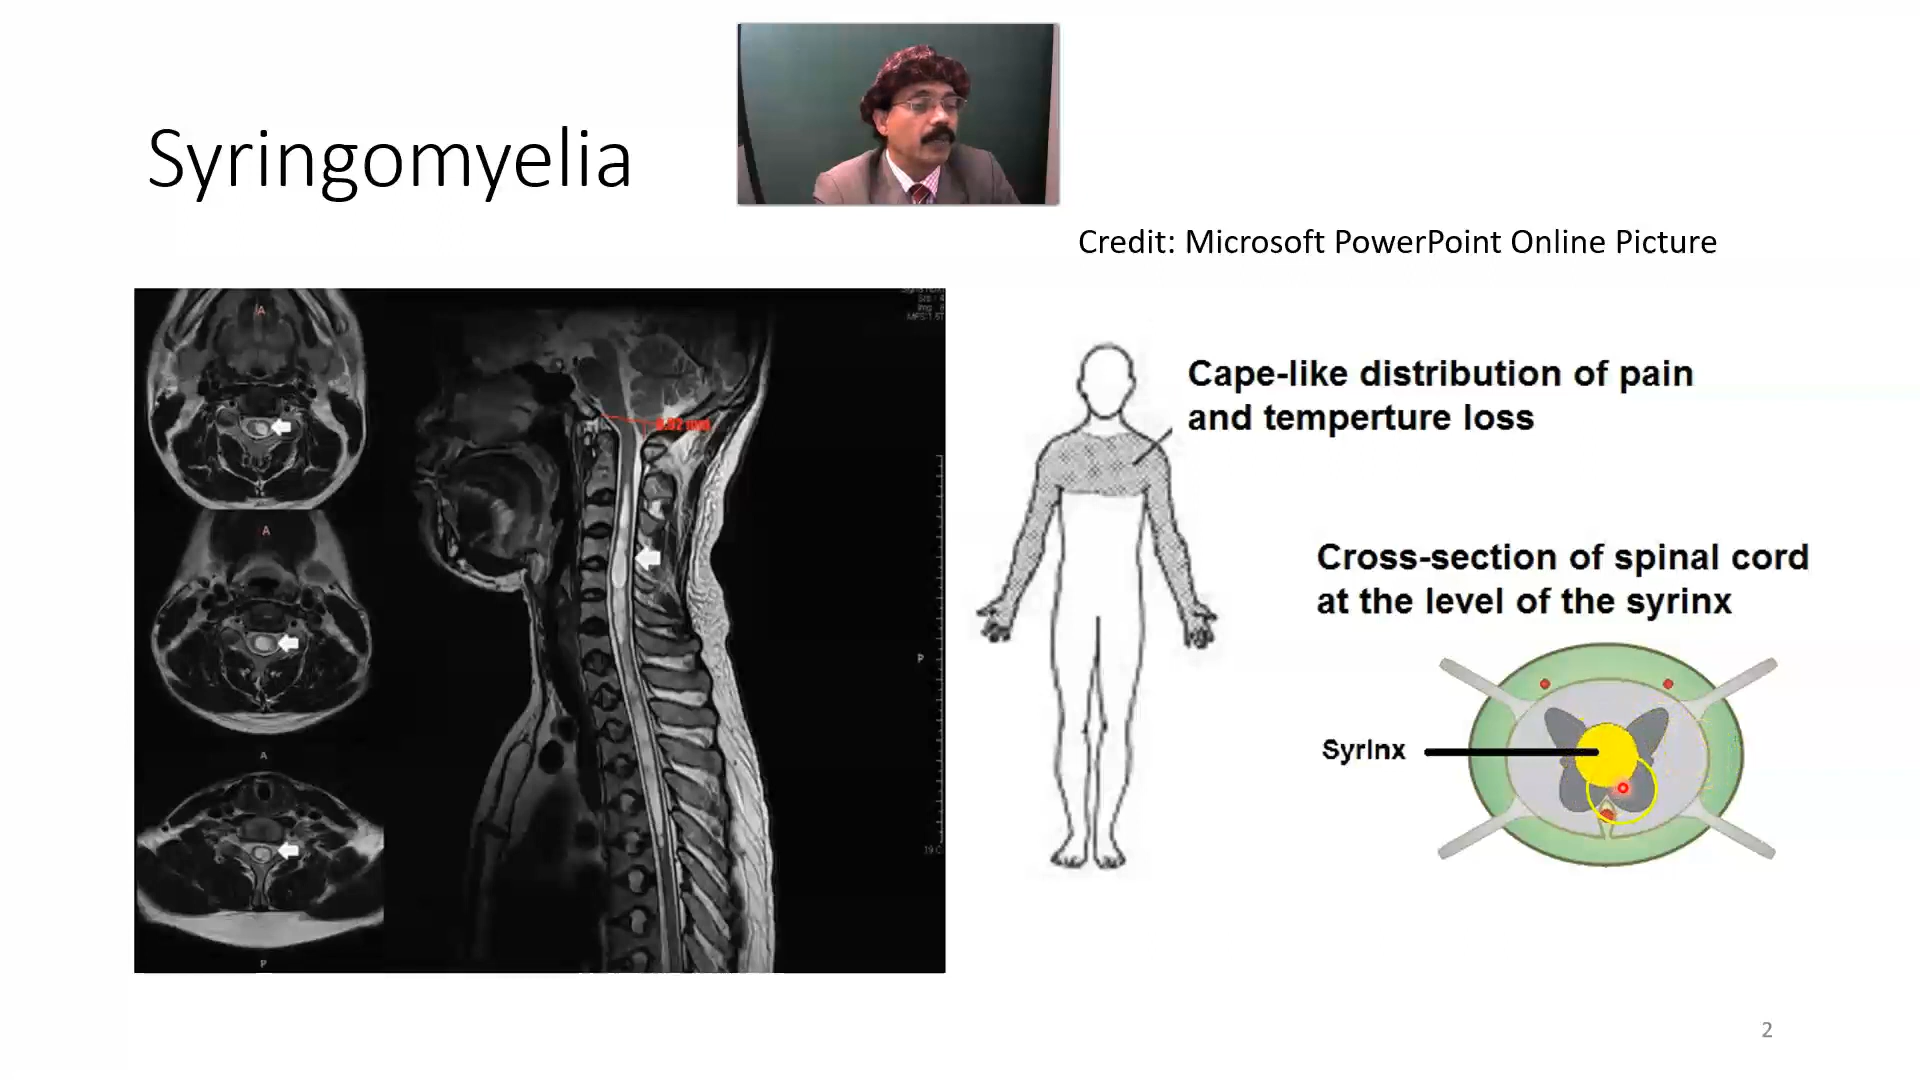 Syringomyelia
Credit: Microsoft PowerPoint Online Picture
A
A
A
P
P
19 C
Cape-like distribution of pain
and temperture loss
Cross-section of spinal cord
at the level of the syrinx
SyrInx
2